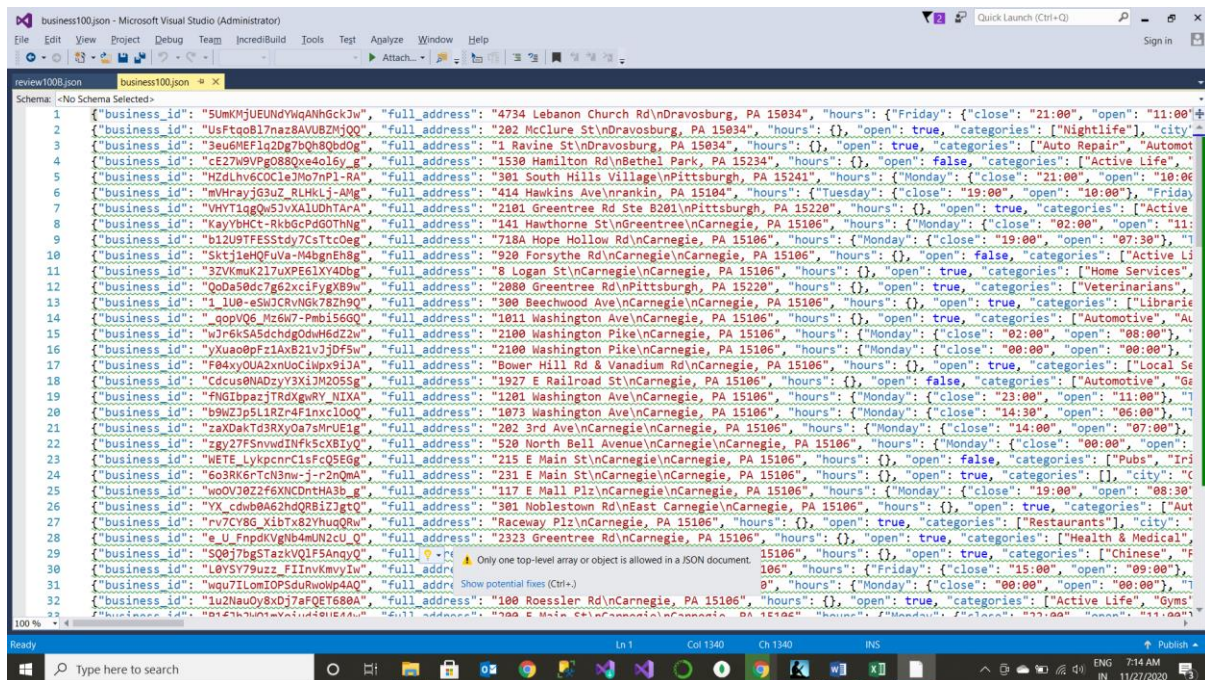 business100.json - Microsoft Visual Studio (Administrator)
2
Quick Launch (Ctrl+Q)
File Edit View Project Debug Team IncrediBuild Tools Test Analyze Window Help
Sign in
Attach...
review100B.json business100.json
Schema: <No Schema Selected>
1 {"business_id": "5UmKMjUEUNdYWqANhGckJw", "full_address": "4734 Lebanon Church Rd\nDravosburg, PA 15034", "hours": {"Friday": {"close": "21:00", "open": "11:00"
2 {"business_id": "UsFtqoBl7naz8AVUBZMjQQ", "full_address": "202 McClure St\nDravosburg, PA 15034", "hours": {}, "open": true, "categories": ["Nightlife"], "city"
3 {"business_id": "3eu6MEFlq2Dg7bQh8QbdOg", "full_address": "1 Ravine St\nDravosburg, PA 15034", "hours": {}, "open": true, "categories": ["Auto Repair", "Automot
4 {"business_id": "cE27W9VPgO88Qxe4ol6y_g", "full_address": "1530 Hamilton Rd\nBethel Park, PA 15234", "hours": {}, "open": false, "categories": ["Active Life",
5 {"business_id": "HZdLhv6COCleJMo7nPl-RA", "full_address": "301 South Hills Village\nPittsburgh, PA 15241", "hours": {"Monday": {"close": "21:00", "open": "10:00
6 {"business_id": "mVHrayjG3uZ_RLHkLj-AMg", "full_address": "414 Hawkins Ave\nrankin, PA 15104", "hours": {"Tuesday": {"close": "19:00", "open": "10:00"}, "Friday
7 {"business_id": "VHYT1qgQw5JvXAlUDhTArA", "full_address": "2101 Greentree Rd Ste B201\nPittsburgh, PA 15220", "hours": {}, "open": true, "categories": ["Active
8 {"business_id": "KayYbHCt-RkbGcPdGOThNg", "full_address": "141 Hawthorne St\nGreentree\nCarnegie, PA 15106", "hours": {"Monday": {"close": "02:00", "open": "11:
9 {"business_id": "b12U9TFESStdy7CsTtcOeg", "full_address": "718A Hope Hollow Rd\nCarnegie, PA 15106", "hours": {"Monday": {"close": "19:00", "open": "07:30"}, "T
10 {"business_id": "Sktj1eHQFuVa-M4bgnEh8g", "full_address": "920 Forsythe Rd\nCarnegie\nCarnegie, PA 15106", "hours": {}, "open": false, "categories": ["Active Li
11 {"business_id": "3ZVKmuK2l7uXPE6lXY4Dbg", "full_address": "8 Logan St\nCarnegie\nCarnegie, PA 15106", "hours": {}, "open": true, "categories": ["Home Services",
12 {"business_id": "QoDa50dc7g62xciFygXB9w", "full_address": "2080 Greentree Rd\nPittsburgh, PA 15220", "hours": {}, "open": true, "categories": ["Veterinarians",
13 {"business_id": "1_lU0-eSWJCRvNGk78Zh9Q", "full_address": "300 Beechwood Ave\nCarnegie\nCarnegie, PA 15106", "hours": {}, "open": true, "categories": ["Librarie
14 {"business_id": "_qopVQ6_Mz6W7-Pmbi56GQ", "full_address": "1011 Washington Ave\nCarnegie, PA 15106", "hours": {}, "open": true, "categories": ["Automotive", "Au
15 {"business_id": "wJr6kSA5dchdgOdwH6dZ2w", "full_address": "2100 Washington Pike\nCarnegie, PA 15106", "hours": {"Monday": {"close": "02:00", "open": "08:00"}, "
16 {"business_id": "yXuao0pFz1AxB21vJjDf5w", "full_address": "2100 Washington Pike\nCarnegie, PA 15106", "hours": {"Monday": {"close": "00:00", "open": "00:00"}, "
17 {"business_id": "F04xyOUA2xnUoCiWpx9iJA", "full_address": "Bower Hill Rd & Vanadium Rd\nCarnegie, PA 15106", "hours": {}, "open": true, "categories": ["Local Se
18 {"business_id": "Cdcus0NADzyY3XiJM2O5Sg", "full_address": "1927 E Railroad St\nCarnegie, PA 15106", "hours": {}, "open": false, "categories": ["Automotive", "Ga
19 {"business_id": "fNGIbpazjTRdXgwRY_NIXA", "full_address": "1201 Washington Ave\nCarnegie, PA 15106", "hours": {"Monday": {"close": "23:00", "open": "11:00"}, "T
20 {"business_id": "b9WZJp5L1RZr4F1nxclOoQ", "full_address": "1073 Washington Ave\nCarnegie, PA 15106", "hours": {"Monday": {"close": "14:30", "open": "06:00"}, "T
21 {"business_id": "zaXDakTd3RXyOa7sMrUE1g", "full_address": "202 3rd Ave\nCarnegie\nCarnegie, PA 15106", "hours": {"Monday": {"close": "14:00", "open": "07:00"},
22 {"business_id": "zgy27FSnvwdINfk5cXBIyQ", "full_address": "520 North Bell Avenue\nCarnegie\nCarnegie, PA 15106", "hours": {"Monday": {"close": "00:00", "open":
23 {"business_id": "WETE_LykpcnrC1sFcQ5EGg", "full_address": "215 E Main St\nCarnegie\nCarnegie, PA 15106", "hours": {}, "open": false, "categories": ["Pubs", "Iri
24 {"business_id": "6o3RK6rTcN3nw-j-r2nQmA", "full_address": "231 E Main St\nCarnegie\nCarnegie, PA 15106", "hours": {}, "open": true, "categories": [], "city": "C
25 {"business_id": "woOVJ0Z2f6XNCDntHA3b_g", "full_address": "117 E Mall Plz\nCarnegie\nCarnegie, PA 15106", "hours": {"Monday": {"close": "19:00", "open": "08:30"
26 {"business_id": "YX_cdwb0A62hdQRBiZJgtQ", "full_address": "301 Noblestown Rd\nEast Carnegie\nCarnegie, PA 15106", "hours": {}, "open": true, "categories": ["Aut
27 {"business_id": "rv7CY8G_XibTx82YhuqQRw", "full_address": "Raceway Plz\nCarnegie, PA 15106", "hours": {}, "open": true, "categories": ["Restaurants"], "city": "
28 {"business_id": "e_U_FnpdKVgNb4mUN2cU_Q", "full_address": "2323 Greentree Rd\nCarnegie, PA 15106", "hours": {}, "open": true, "categories": ["Health & Medical",
29 {"business_id": "SQ0j7bgSTazkVQlF5AnqyQ", "full 15106", "hours": {}, "open": true, "categories": ["Chinese",
Only one top-level array or object is allowed in a JSON document.
30 {"business_id": "L0YSY79uzz_FIInvKmvyIw", "full_addre 106", "hours": {"Friday": {"close": "15:00", "open": "09:00"},
Show potential fixes (Ctrl+.)
31 {"business_id": "wqu7ILomIOPSduRwoWp4AQ", "full_addre "hours": {"Monday": {"close": "00:00", "open": "00:00"}, "T
32 {"business_id": "1u2NauOy8xDj7aFQET680A", "full_address": "100 Roessler Rd\nCarnegie, PA 15106", "hours": {}, "open": true, "categories": ["Active Life", "Gyms"
100 %
Ready Ln 1 Col 1340 Ch 1340 INS Publish
Type here to search
ENG 7:14 AM
IN 11/27/2020